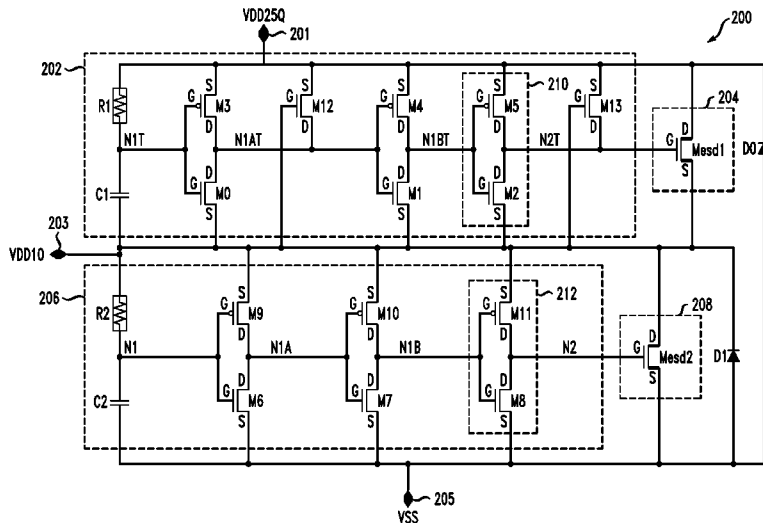 VDD25Q
201
200
202
210
204
R1
S
G
M3
D
S
G
M12
D
S
G
M4
D
S
G
M5
D
S
G
M13
D
N1T
N1AT
N1BT
N2T
D
G
Mesd1
S
C1
D
G
M0
S
D
G
M1
S
D
G
M2
S
203
VDD10
206
212
208
R2
S
G
M9
D
S
G
M10
D
S
G
M11
D
N1
N1A
N1B
N2
D
G
Mesd2
S
D1
C2
D
G
M6
S
D
G
M7
S
D
G
M8
S
205
VSS